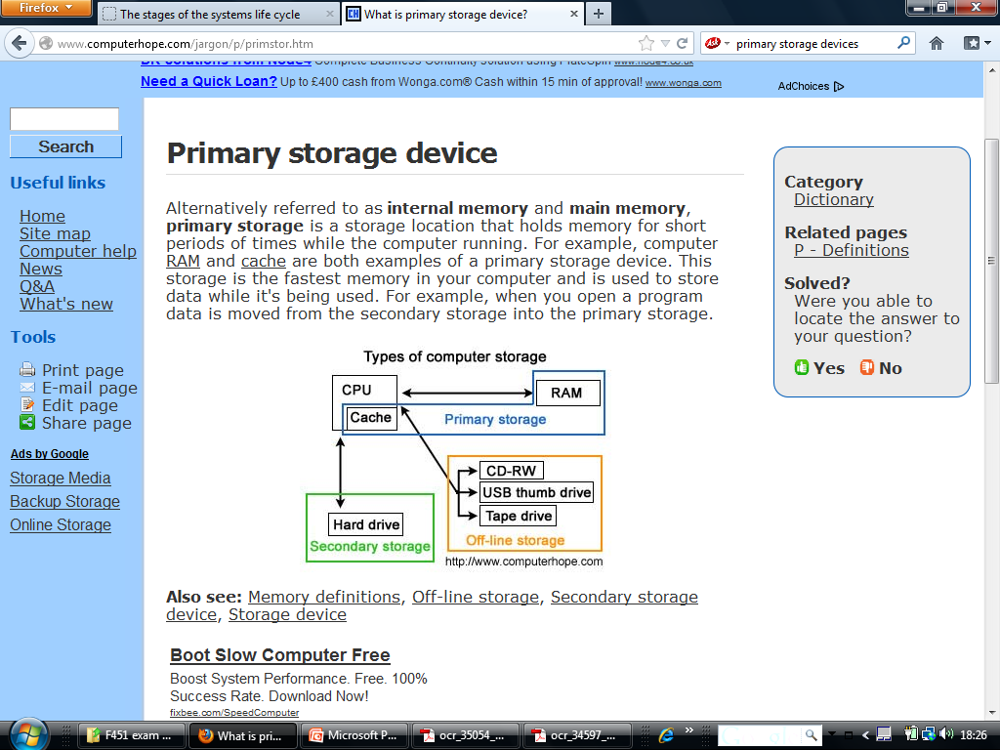 Firefox
The stages of the systems life cycle
What is primary storage device?
www.computerhope.com/jargon/p/primstor.htm
Ask
primary storage devices
DR Solutions from Node4 Complete Business Continuity Solution using PlateSpin www.node4.co.uk
Need a Quick Loan? Up to £400 cash from Wonga.com® Cash within 15 min of approval! www.wonga.com
AdChoices
Search
Useful links
Home
Site map
Computer help
News
Q&A
What's new
Tools
Print page
E-mail page
Edit page
Share page
Ads by Google
Storage Media
Backup Storage
Online Storage
Primary storage device
Alternatively referred to as internal memory and main memory,
primary storage is a storage location that holds memory for short
periods of times while the computer running. For example, computer
RAM and cache are both examples of a primary storage device. This
storage is the fastest memory in your computer and is used to store
data while it's being used. For example, when you open a program
data is moved from the secondary storage into the primary storage.
Types of computer storage
CPU
RAM
Cache
Primary storage
CD-RW
USB thumb drive
Tape drive
Off-line storage
Hard drive
Secondary storage
http://www.computerhope.com
Also see: Memory definitions, Off-line storage, Secondary storage
device, Storage device
Boot Slow Computer Free
Boost System Performance. Free. 100%
Success Rate. Download Now!
fixbee.com/SpeedComputer
Category
Dictionary
Related pages
P - Definitions
Solved?
Were you able to
locate the answer to
your question?
Yes No
F451 exam ...
What is pri...
Microsoft P...
ocr_35054_...
ocr_34597_...
18:26